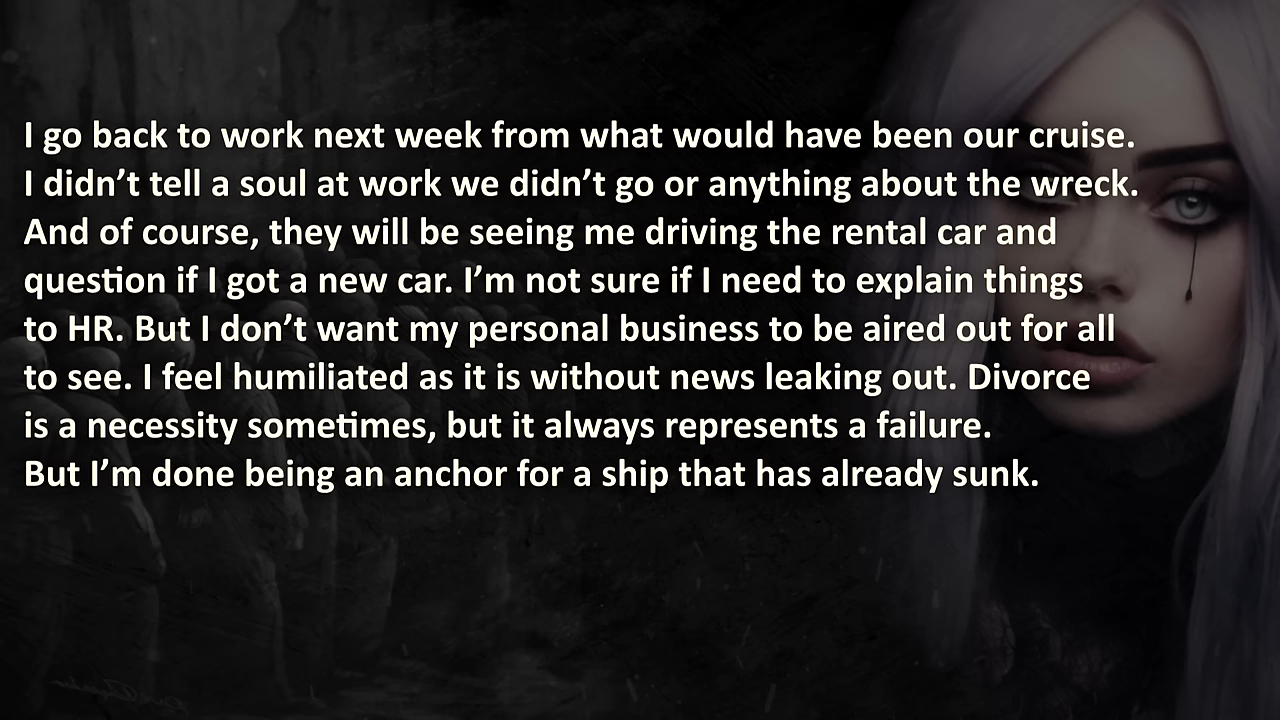 I go back to work next week from what would have been our cruise.
I didn’t tell a soul at work we didn’t go or anything about the wreck.
And of course, they will be seeing me driving the rental car and
question if I got a new car. I’m not sure if I need to explain things
to HR. But I don’t want my personal business to be aired out for all
to see. I feel humiliated as it is without news leaking out. Divorce
is a necessity sometimes, but it always represents a failure.
But I’m done being an anchor for a ship that has already sunk.